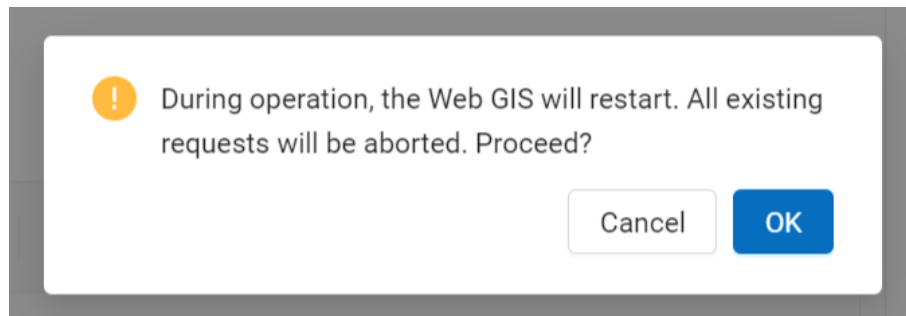 During operation, the Web GIS will restart. All existing
requests will be aborted. Proceed?
Cancel
OK